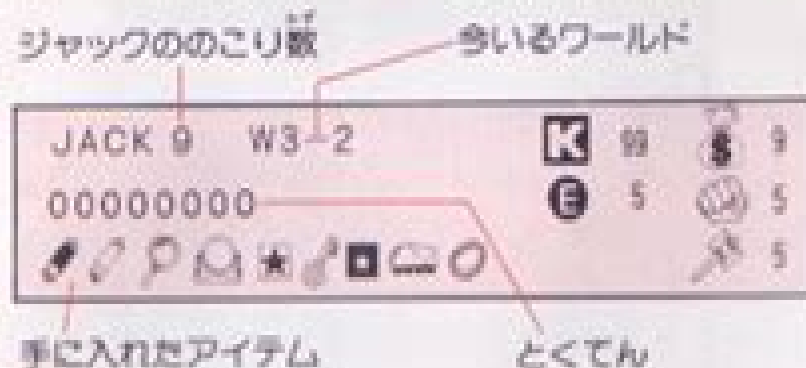 ジャックののこり数
今いるワールド
JACK 9 W3-2 K 99 S 9
00000000 E 5 5
5
手に入れたアイテム
とくてん